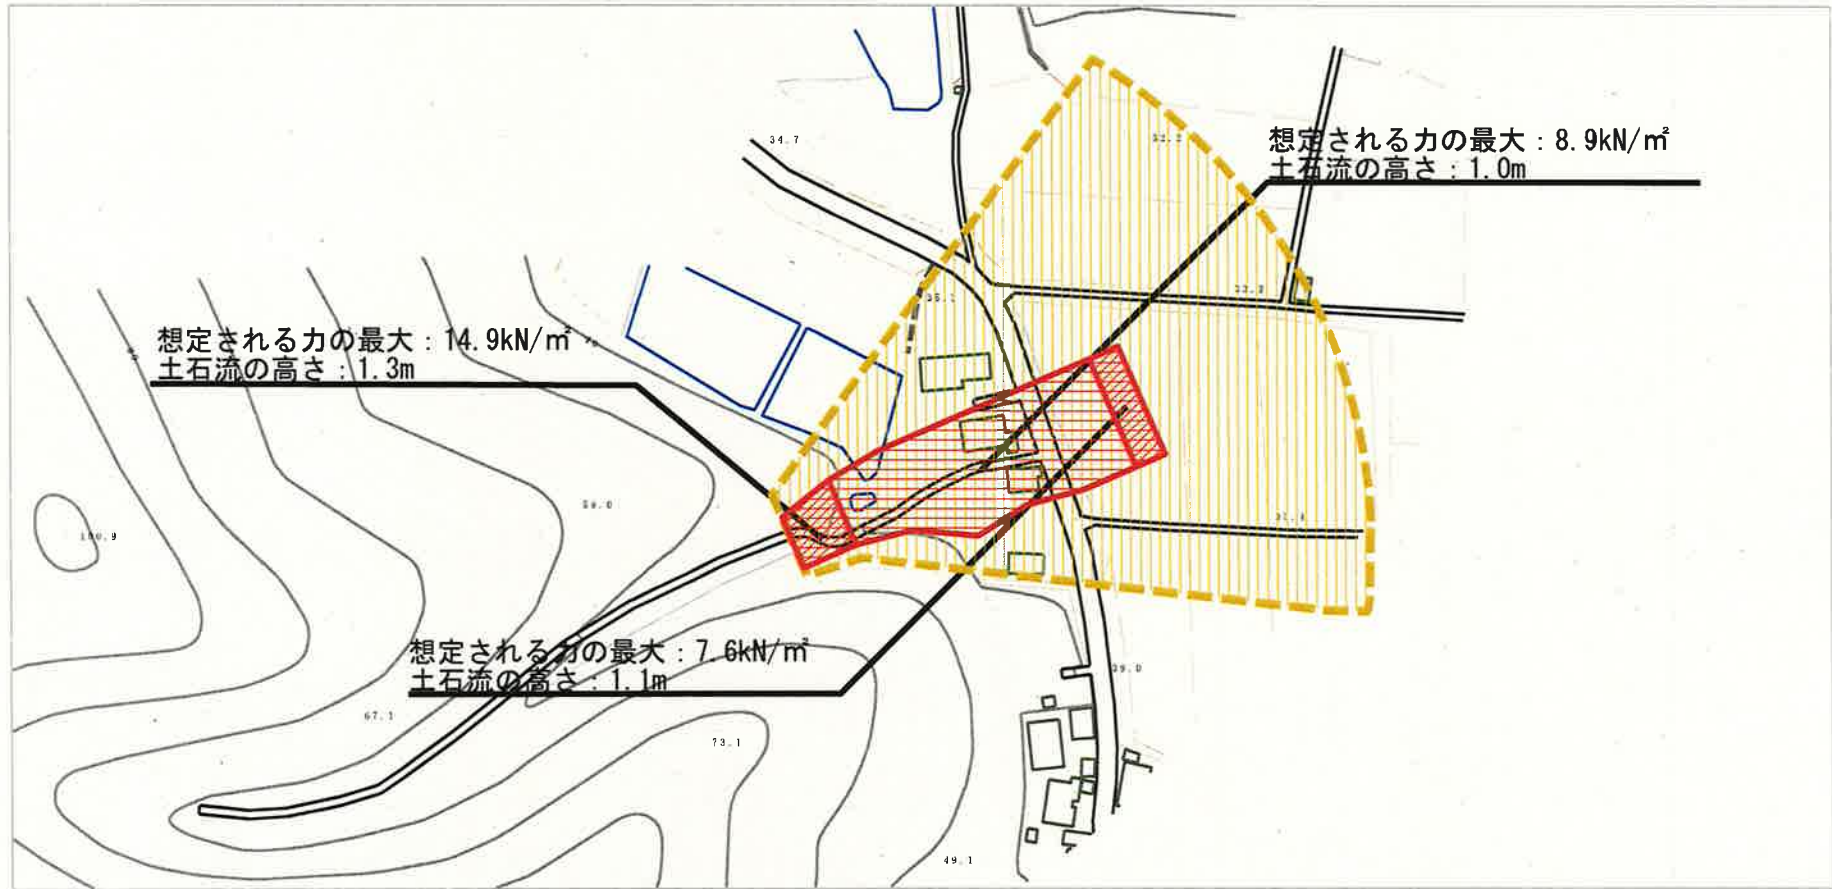 34.7
想定される力の最大：8.9kN/㎡
土石流の高さ：1.0m
想定される力の最大：14.9kN/㎡
土石流の高さ：1.3m
想定される力の最大：7.6kN/㎡
土石流の高さ：1.1m
67.1
73.1
49.1